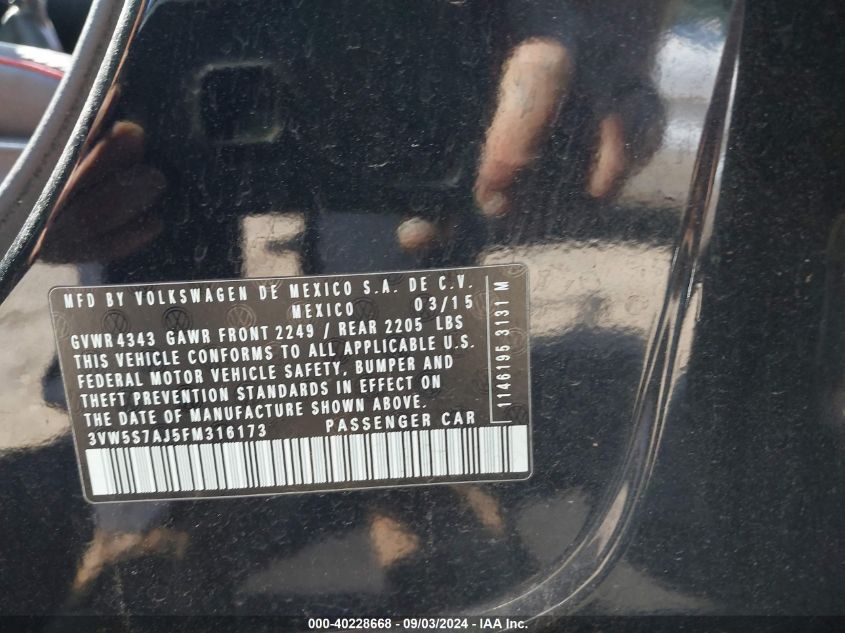 MFD BY VOLKSWAGEN DE MEXICO S.A. DE C.V.
MEXICO 03/15
GVWR 4343 GAWR FRONT 2249 / REAR 2205 LBS
THIS VEHICLE CONFORMS TO ALL APPLICABLE U.S.
FEDERAL MOTOR VEHICLE SAFETY, BUMPER AND
THEFT PREVENTION STANDARDS IN EFFECT ON
THE DATE OF MANUFACTURE SHOWN ABOVE.
3VW5S7AJ5FM316173 PASSENGER CAR
1146195 3131 M
000-40228668 - 09/03/2024 - IAA Inc.